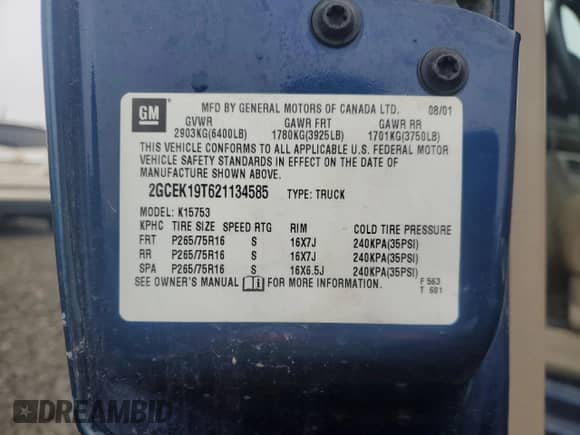 GM
MFD BY GENERAL MOTORS OF CANADA LTD. 08/01
GVWR GAWR FRT GAWR RR
2903KG(6400LB) 1780KG(3925LB) 1701KG(3750LB)
THIS VEHICLE CONFORMS TO ALL APPLICABLE U.S. FEDERAL MOTOR
VEHICLE SAFETY STANDARDS IN EFFECT ON THE DATE OF
MANUFACTURE SHOWN ABOVE.
2GCEK19T621134585 TYPE: TRUCK
MODEL: K15753
KPHC TIRE SIZE SPEED RTG RIM COLD TIRE PRESSURE
FRT P265/75R16 S 16X7J 240KPA(35PSI)
RR P265/75R16 S 16X7J 240KPA(35PSI)
SPA P265/75R16 S 16X6.5J 240KPA(35PSI)
SEE OWNER'S MANUAL FOR MORE INFORMATION. F 563
T 601
DREAMBID